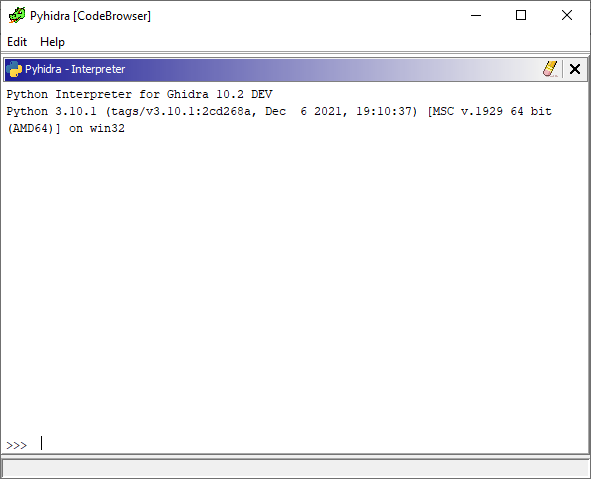 Pyhidra [CodeBrowser]
Edit Help
Pyhidra - Interpreter
Python Interpreter for Ghidra 10.2 DEV
Python 3.10.1 (tags/v3.10.1:2cd268a, Dec  6 2021, 19:10:37) [MSC v.1929 64 bit
(AMD64)] on win32
>>>